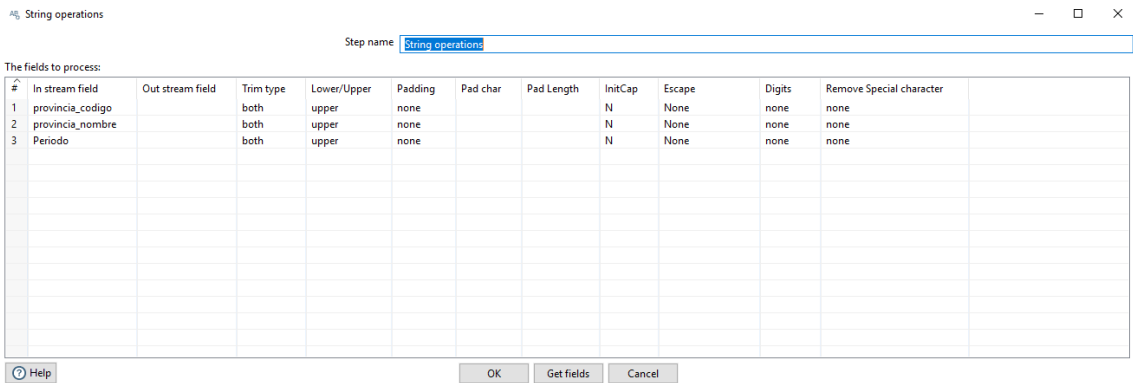 String operations
Step name String operations
The fields to process:
# In stream field Out stream field Trim type Lower/Upper Padding Pad char Pad Length InitCap Escape Digits Remove Special character
1 provincia_codigo both upper none N None none none
2 provincia_nombre both upper none N None none none
3 Periodo both upper none N None none none
Help OK Get fields Cancel